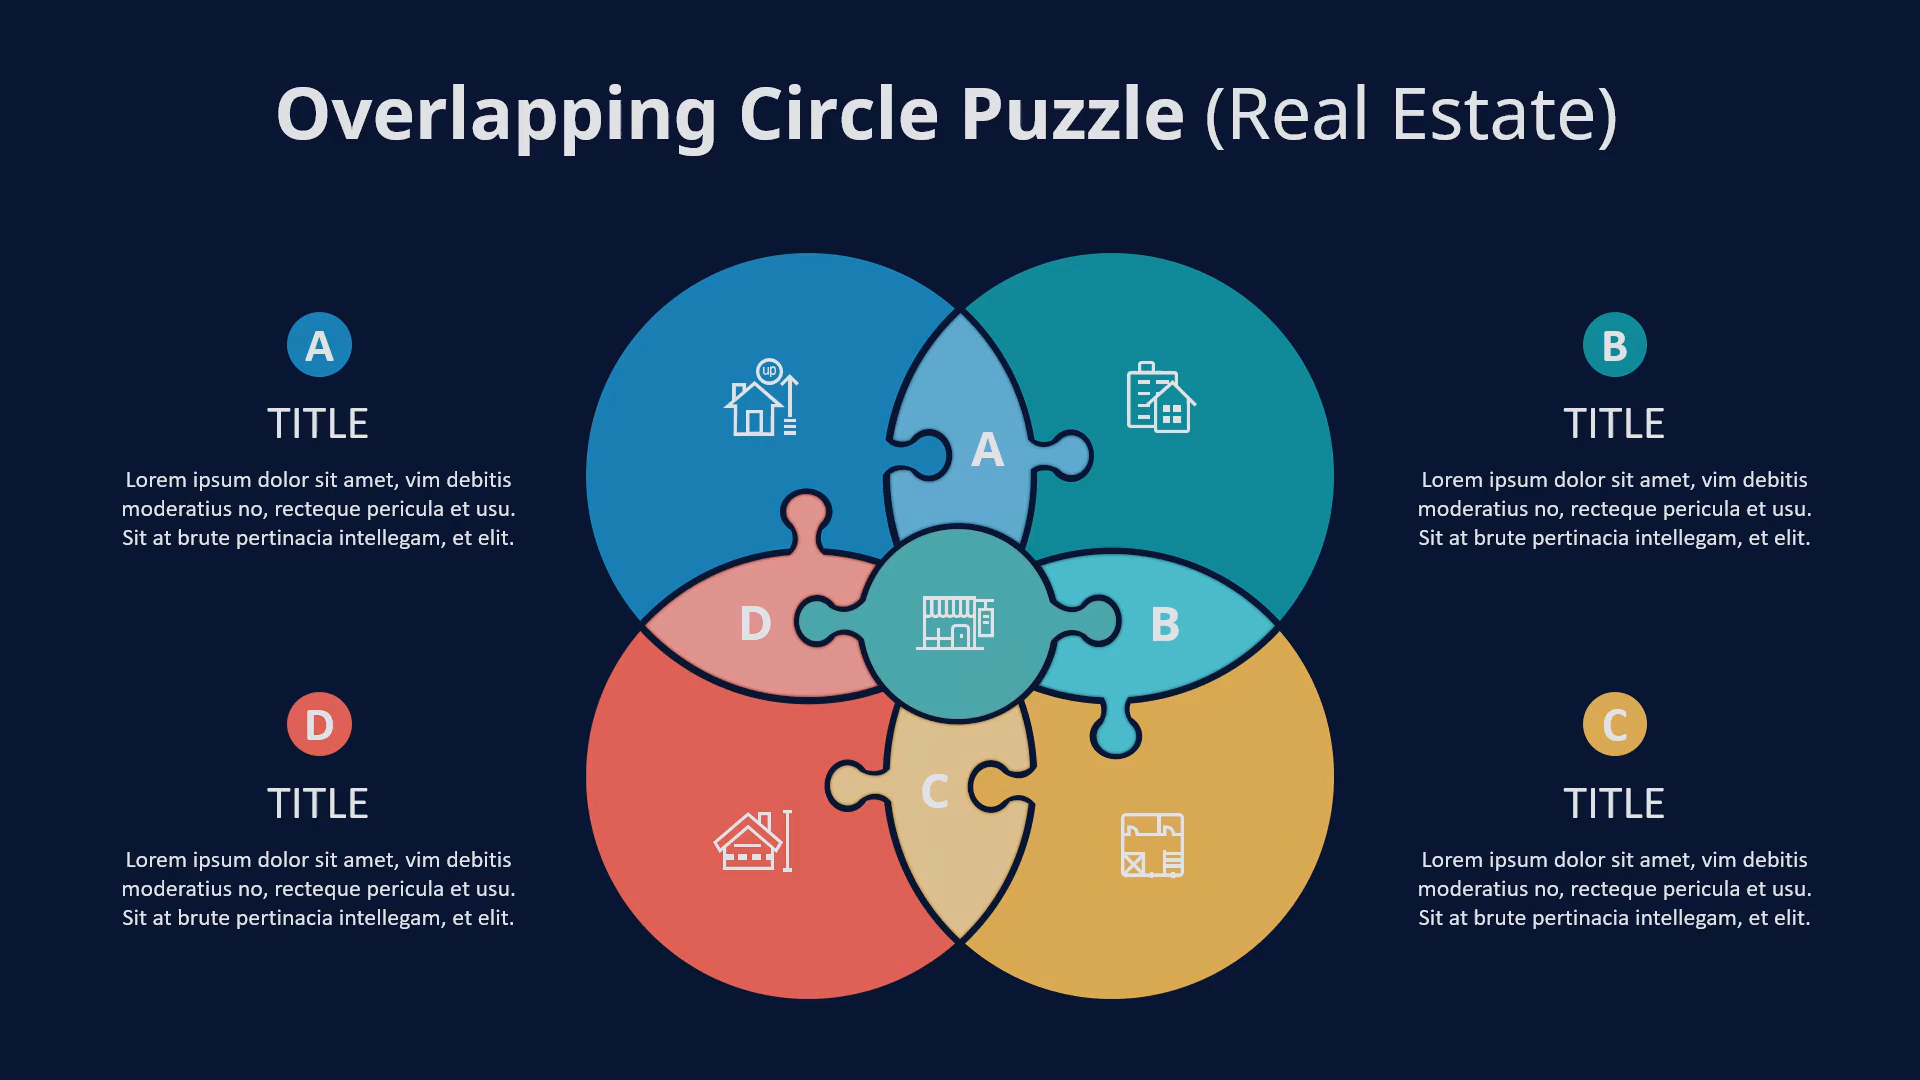 Overlapping Circle Puzzle (Real Estate)
A
TITLE
Lorem ipsum dolor sit amet, vim debitis
moderatius no, recteque pericula et usu.
Sit at brute pertinacia intellegam, et elit.
B
TITLE
Lorem ipsum dolor sit amet, vim debitis
moderatius no, recteque pericula et usu.
Sit at brute pertinacia intellegam, et elit.
up
A
D
B
C
D
TITLE
Lorem ipsum dolor sit amet, vim debitis
moderatius no, recteque pericula et usu.
Sit at brute pertinacia intellegam, et elit.
C
TITLE
Lorem ipsum dolor sit amet, vim debitis
moderatius no, recteque pericula et usu.
Sit at brute pertinacia intellegam, et elit.